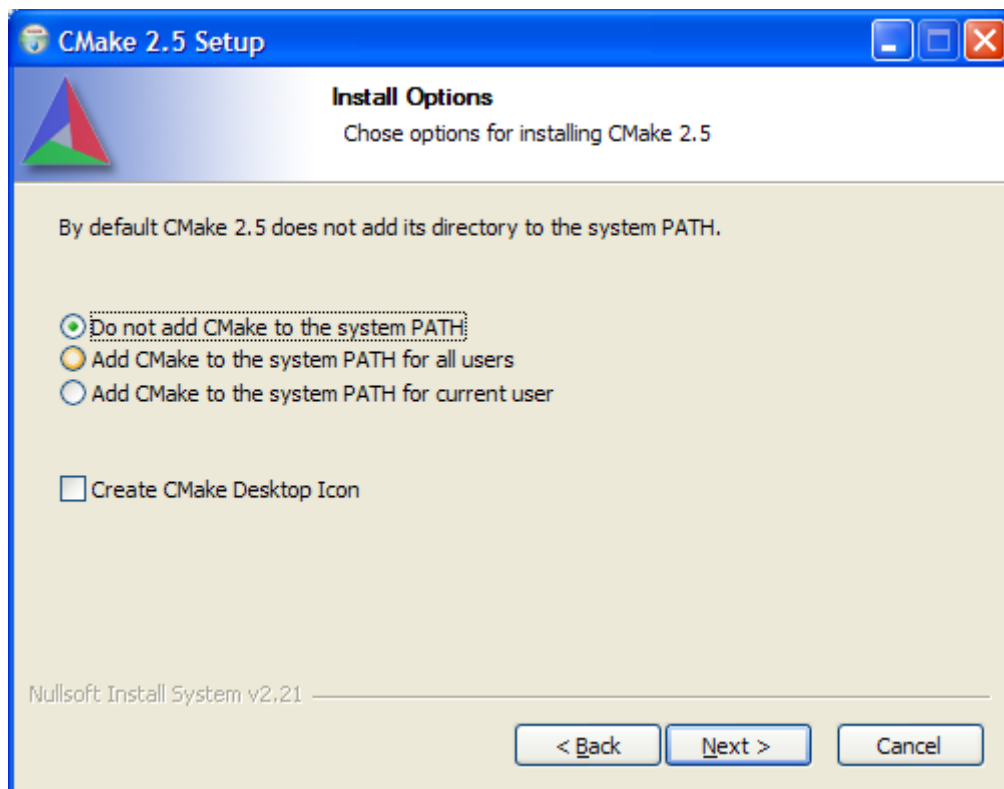 CMake 2.5 Setup
Install Options
Chose options for installing CMake 2.5
By default CMake 2.5 does not add its directory to the system PATH.
Do not add CMake to the system PATH
Add CMake to the system PATH for all users
Add CMake to the system PATH for current user
Create CMake Desktop Icon
Nullsoft Install System v2.21
< Back Next > Cancel